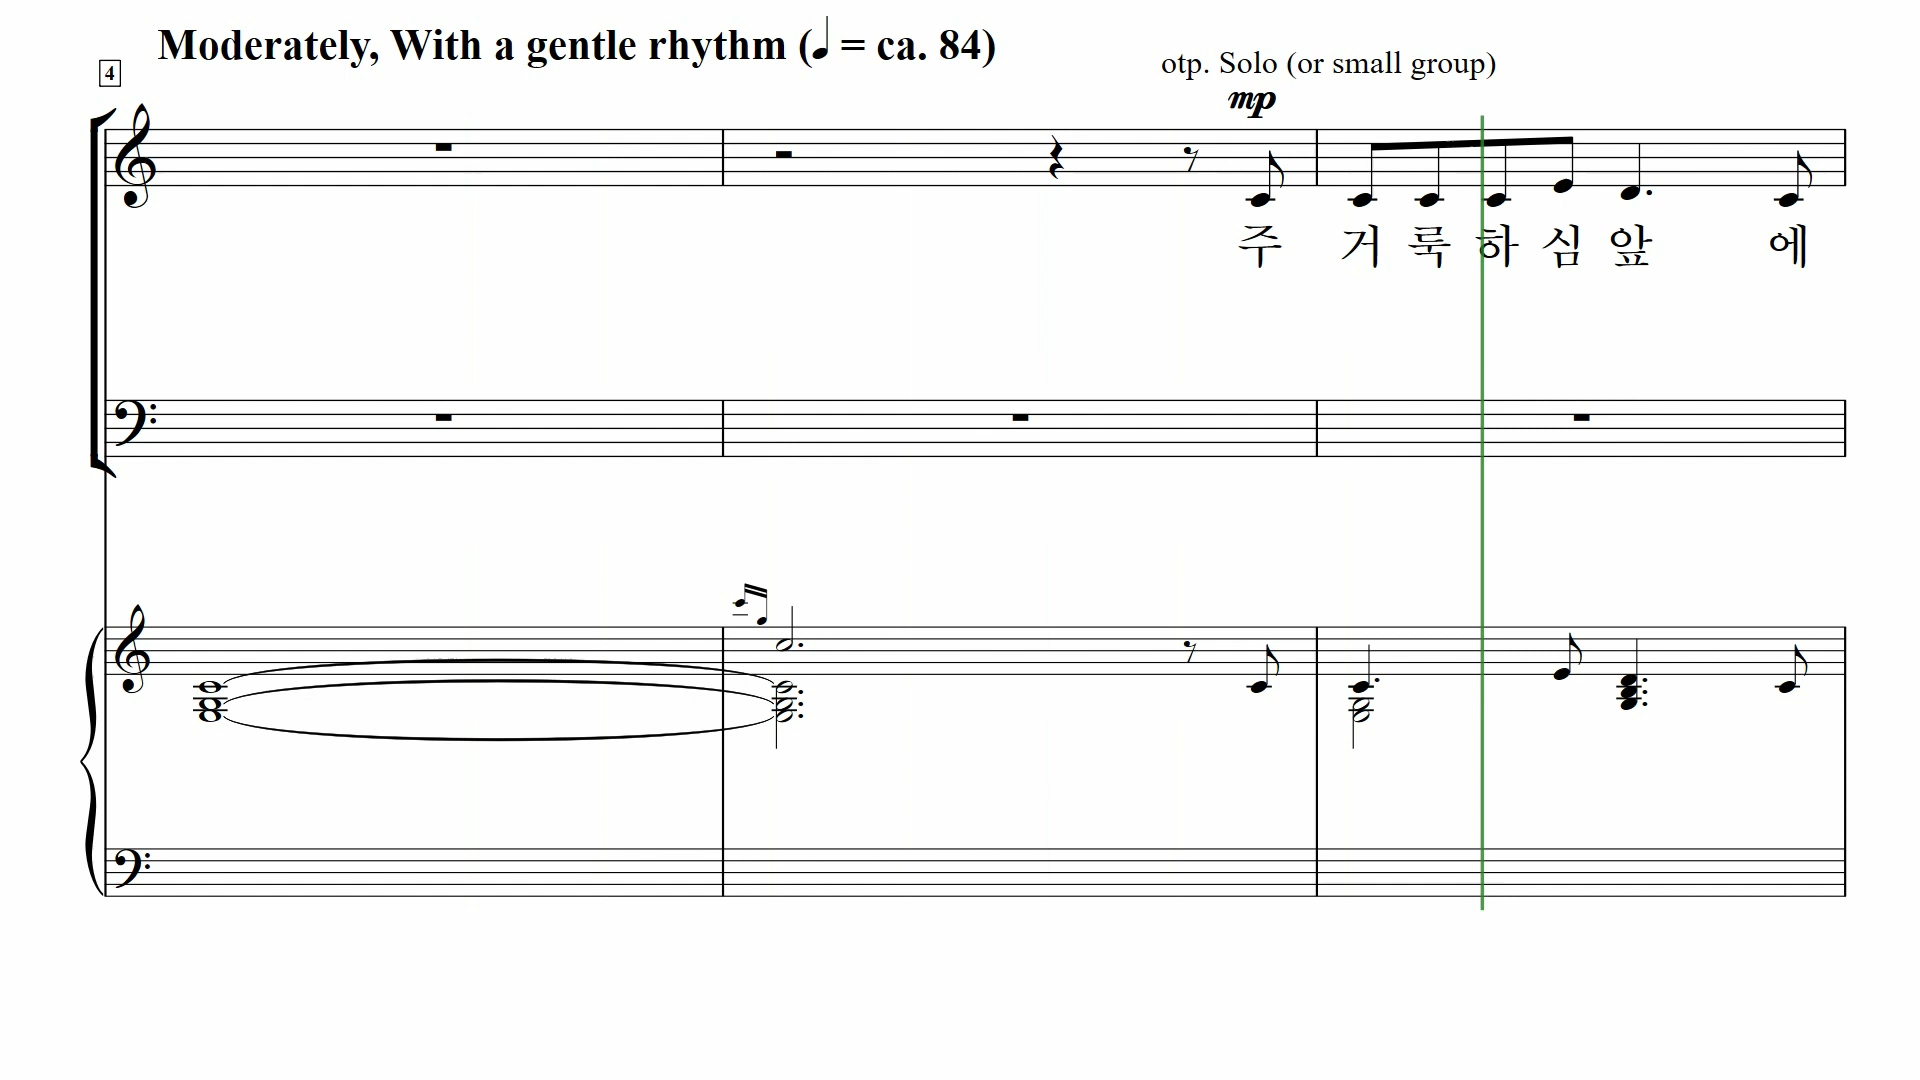 Moderately, With a gentle rhythm (♩ = ca. 84)
4
otp. Solo (or small group)
mp
주 거 룩 하 심 앞 에